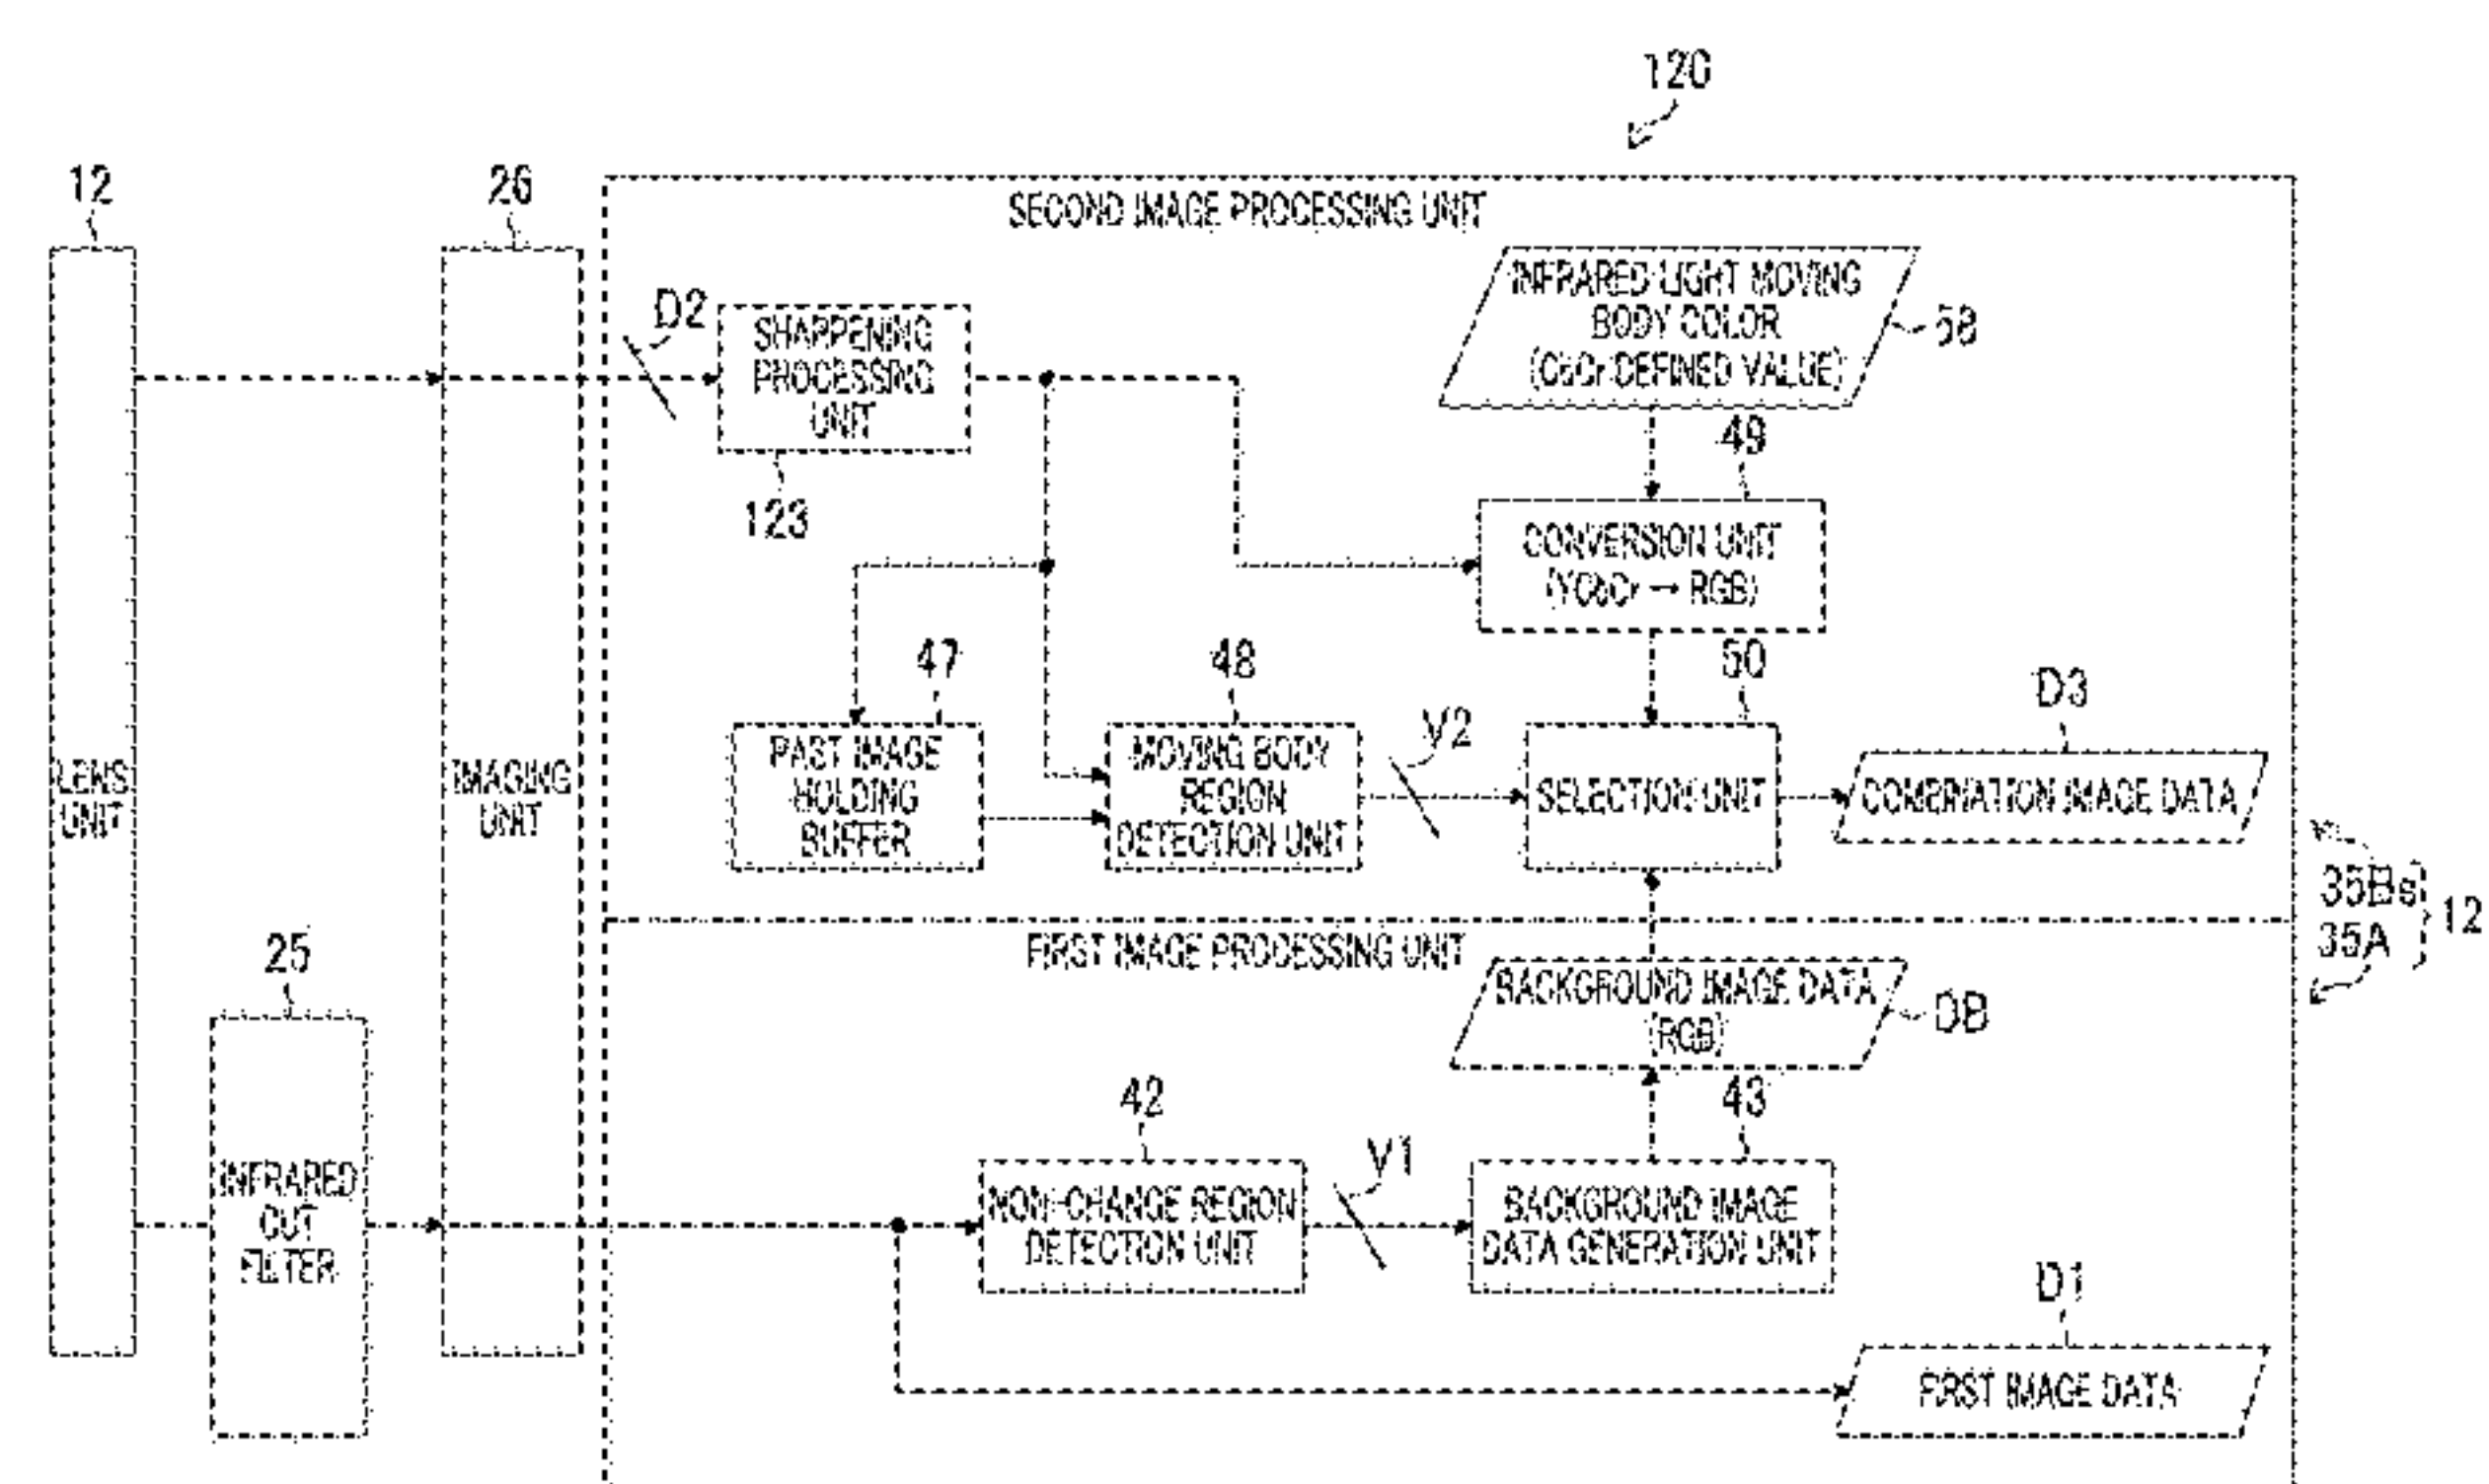 120
12
26
SECOND IMAGE PROCESSING UNIT
D2
SHARPENING
PROCESSING
UNIT
123
INFRARED LIGHT MOVING
BODY COLOR
(CbCr DEFINED VALUE)
58
49
CONVERSION UNIT
(YCbCr → RGB)
47
48
50
D3
V2
LENS
UNIT
IMAGING
UNIT
PAST IMAGE
HOLDING
BUFFER
MOVING BODY
REGION
DETECTION UNIT
SELECTION UNIT
COMBINATION IMAGE DATA
35Bs
35A
12
25
FIRST IMAGE PROCESSING UNIT
BACKGROUND IMAGE DATA
(RGB)
DB
42
43
V1
INFRARED
CUT
FILTER
NON-CHANGE REGION
DETECTION UNIT
BACKGROUND IMAGE
DATA GENERATION UNIT
D1
FIRST IMAGE DATA